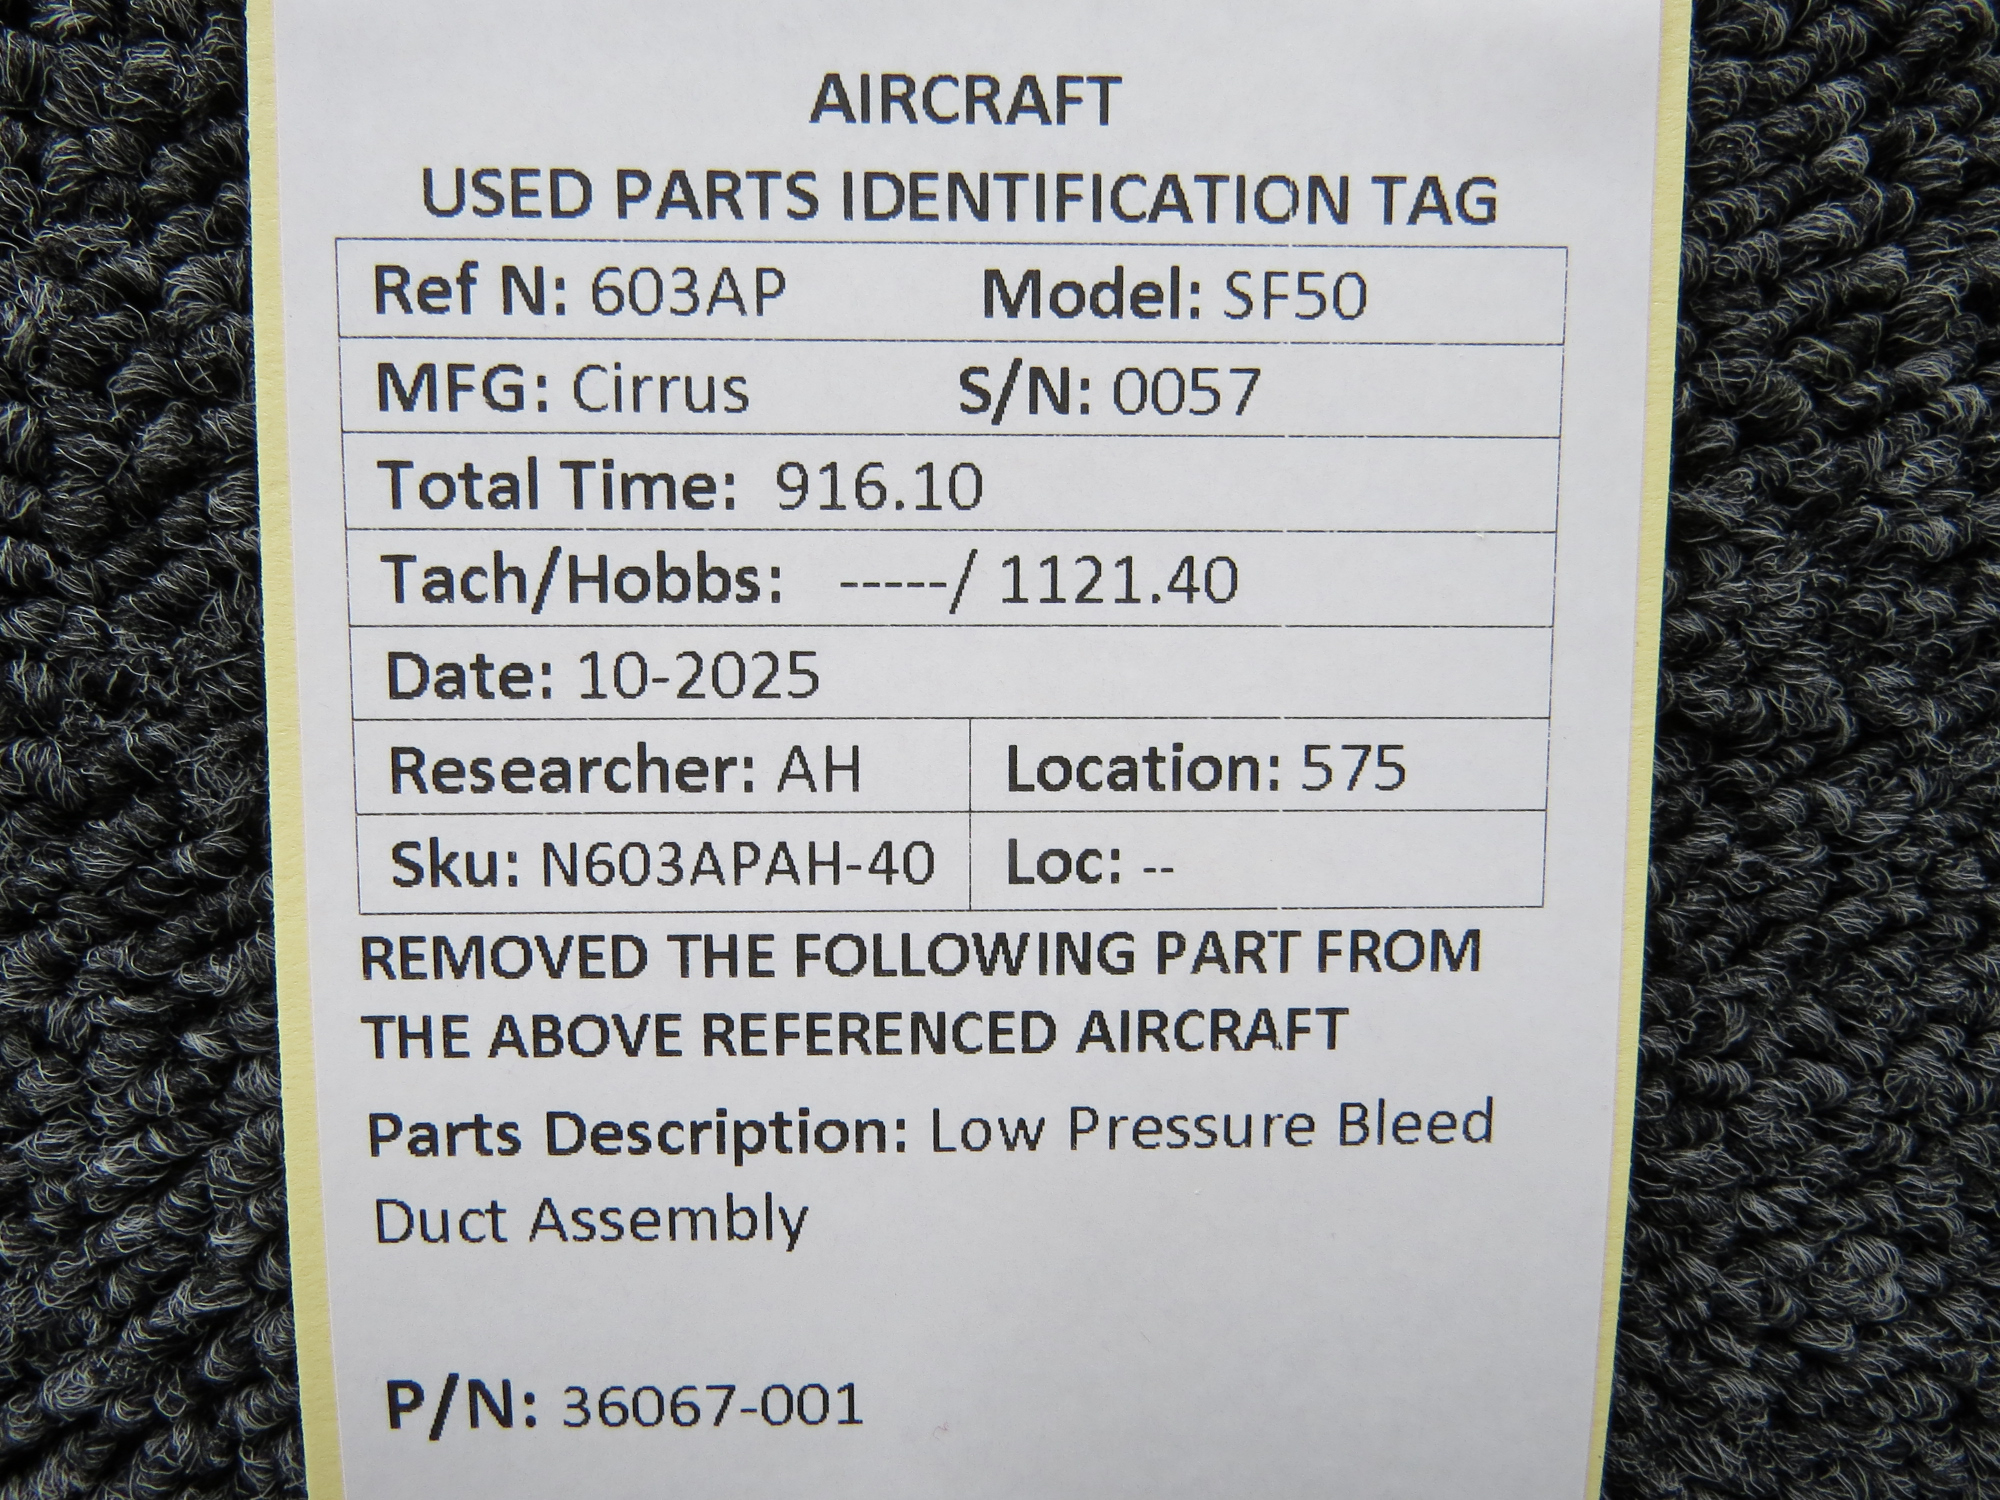 AIRCRAFT
USED PARTS IDENTIFICATION TAG
Ref N: 603AP Model: SF50
MFG: Cirrus S/N: 0057
Total Time: 916.10
Tach/Hobbs: -----/ 1121.40
Date: 10-2025
Researcher: AH Location: 575
Sku: N603APAH-40 Loc: --
REMOVED THE FOLLOWING PART FROM
THE ABOVE REFERENCED AIRCRAFT
Parts Description: Low Pressure Bleed
Duct Assembly
P/N: 36067-001